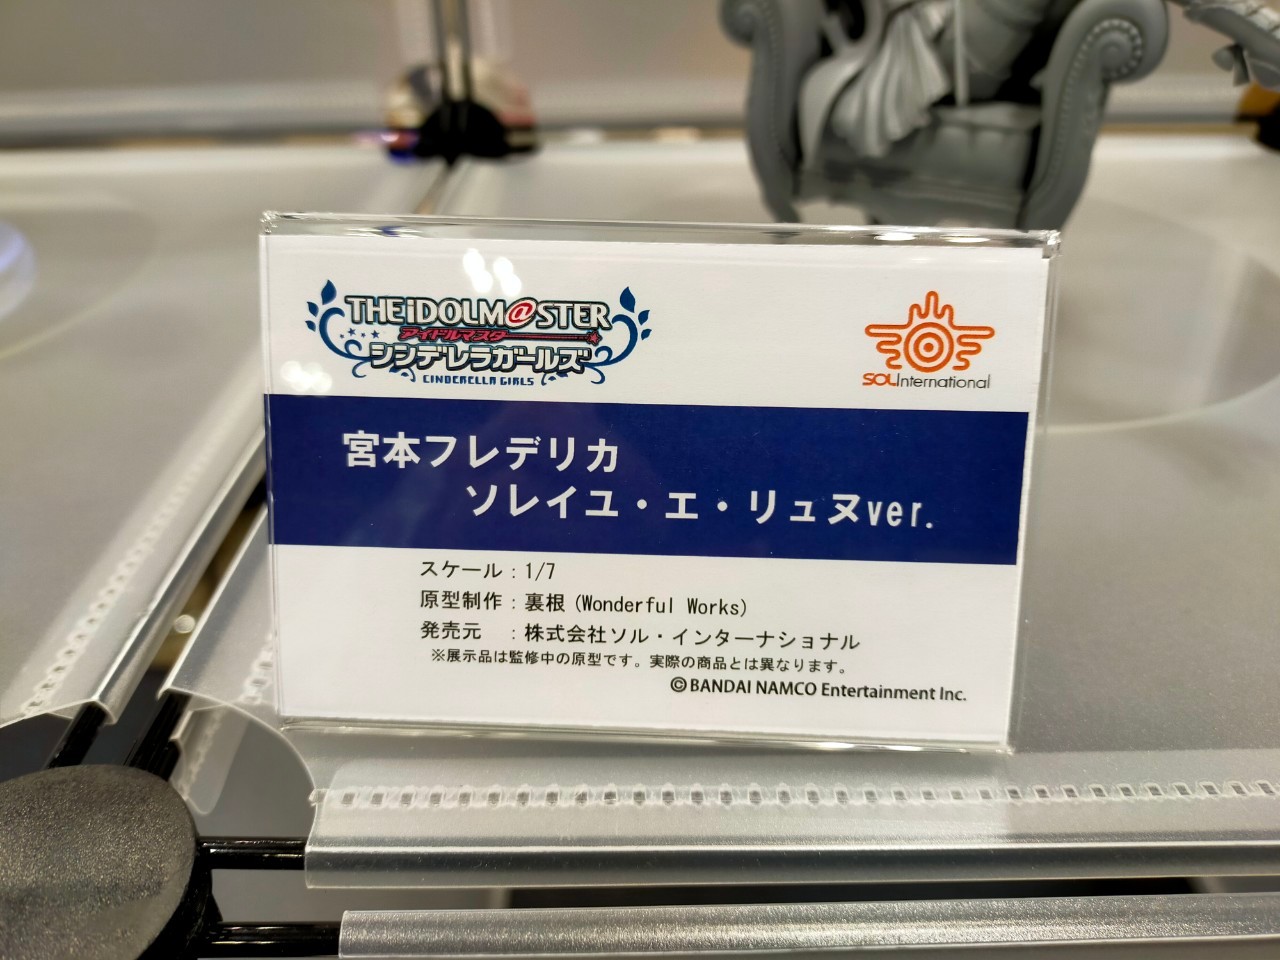 THE iDOLM@STER
アイドルマスター
シンデレラガールズ
CINDERELLA GIRLS
SOL International
宮本フレデリカ
ソレイユ・エ・リュヌver.
スケール：1/7
原型制作：裏根(Wonderful Works)
発売元　：株式会社ソル・インターナショナル
※展示品は監修中の原型です。実際の商品とは異なります。
©BANDAI NAMCO Entertainment Inc.